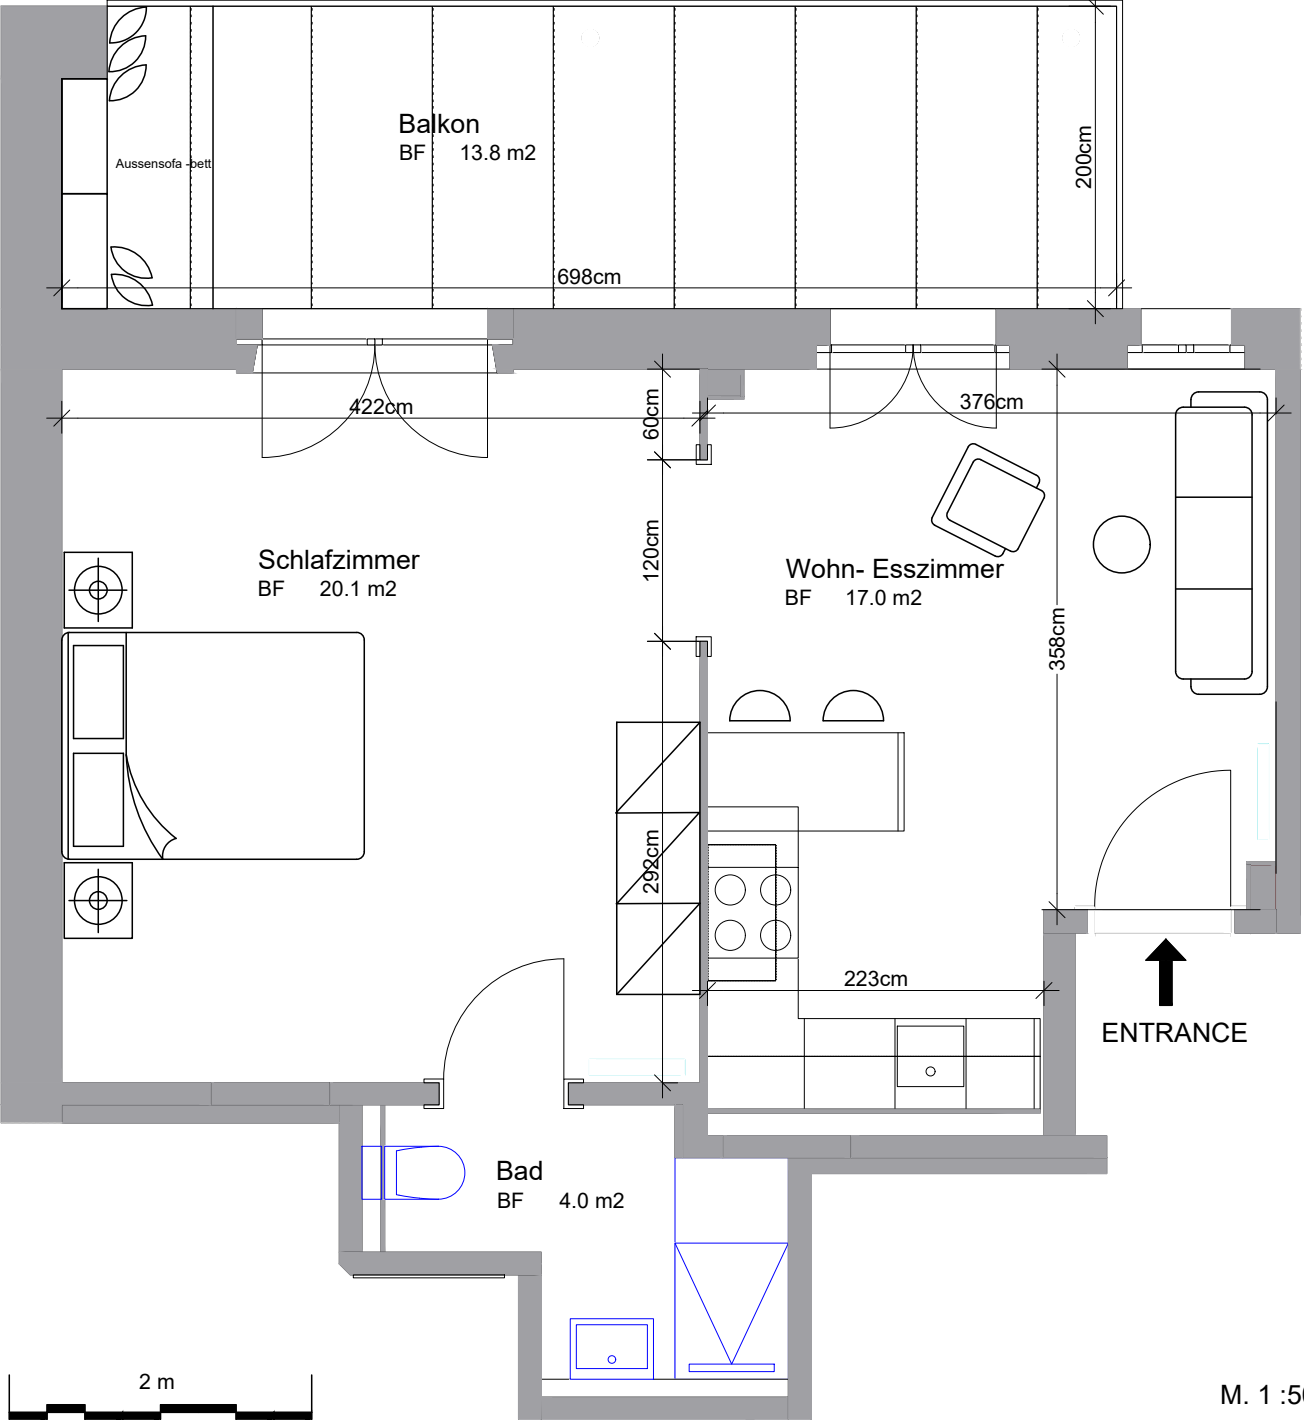 Balkon
BF 13.8 m2
200cm
Aussensofa -bett
698cm
422cm
60cm
376cm
120cm
Schlafzimmer
BF 20.1 m2
Wohn- Esszimmer
BF 17.0 m2
358cm
292cm
223cm
ENTRANCE
Bad
BF 4.0 m2
2 m
M. 1 :50